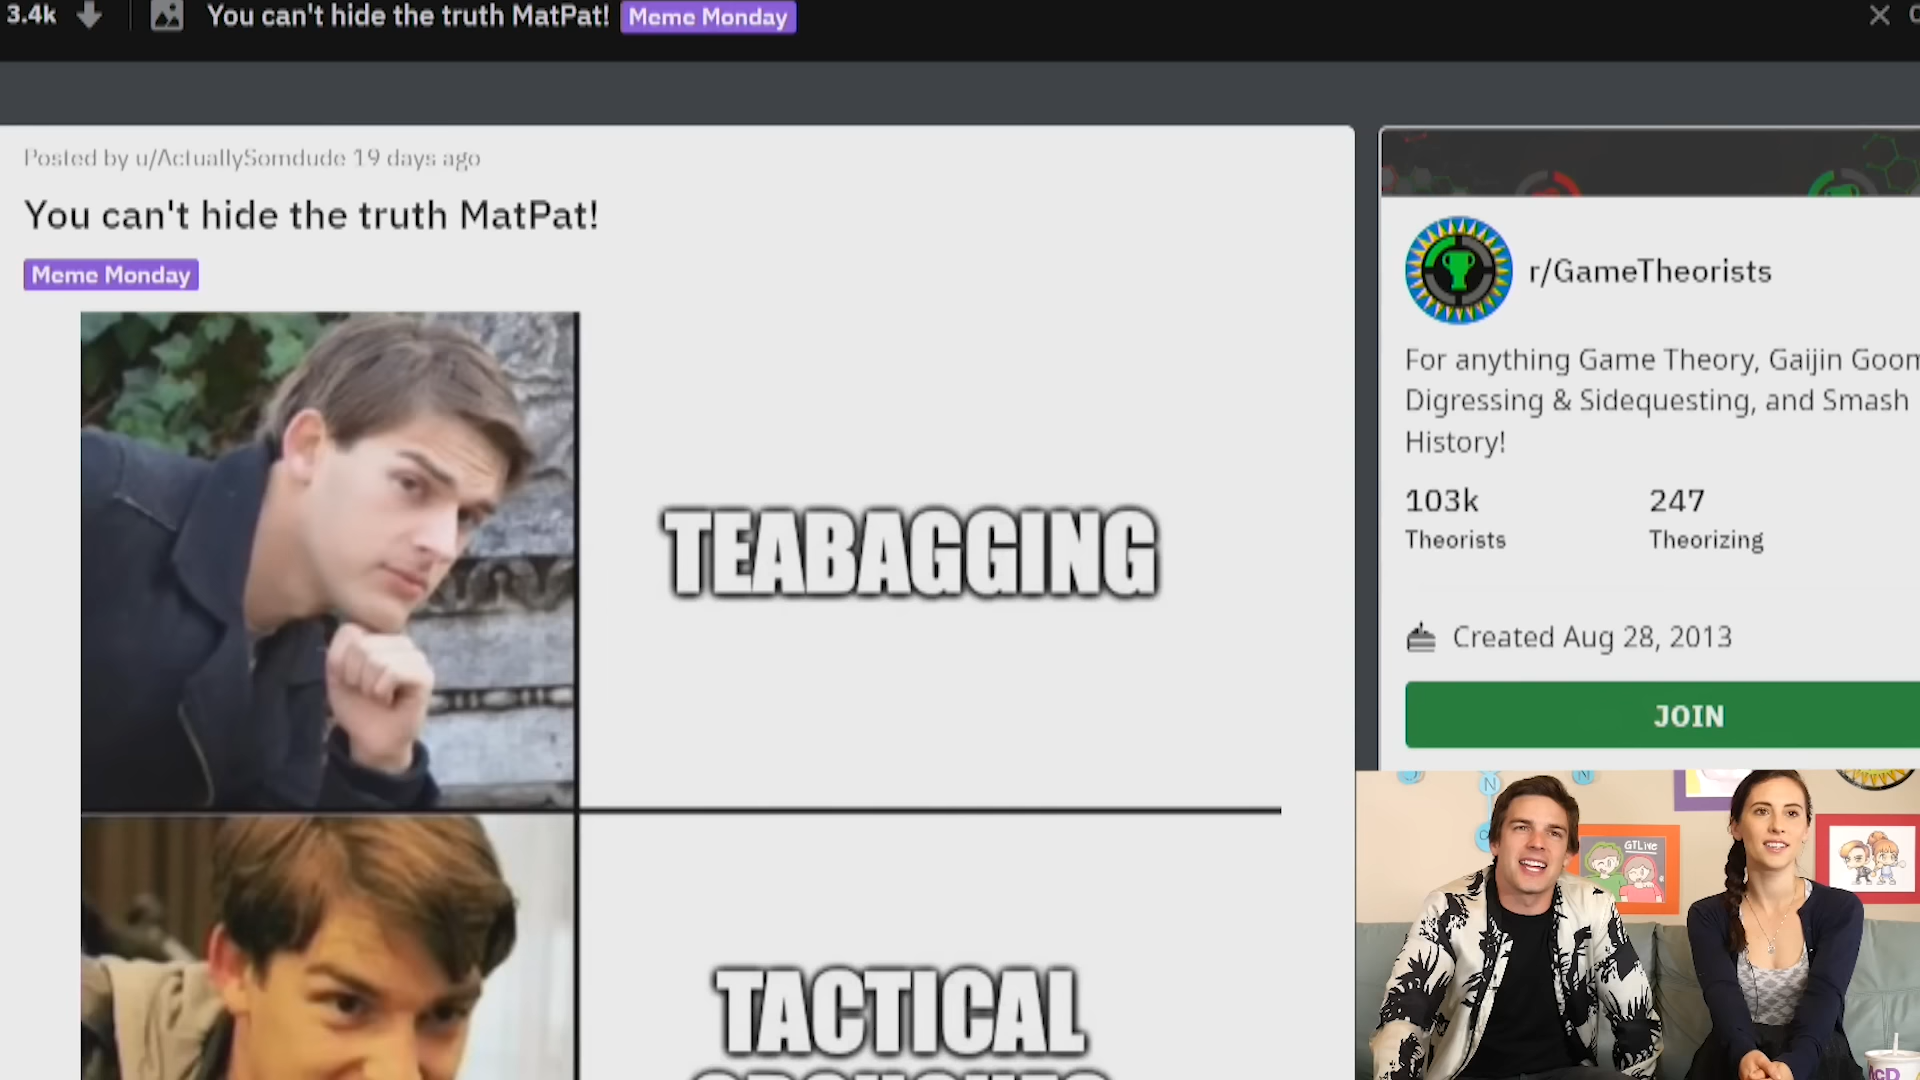 3.4k
You can't hide the truth MatPat!
Meme Monday
Posted by u/ActuallySomdude 19 days ago
You can't hide the truth MatPat!
Meme Monday
TEABAGGING
TACTICAL
r/GameTheorists
For anything Game Theory, Gaijin Goom
Digressing & Sidequesting, and Smash
History!
103k
247
Theorists
Theorizing
Created Aug 28, 2013
JOIN
N
N
GTLive